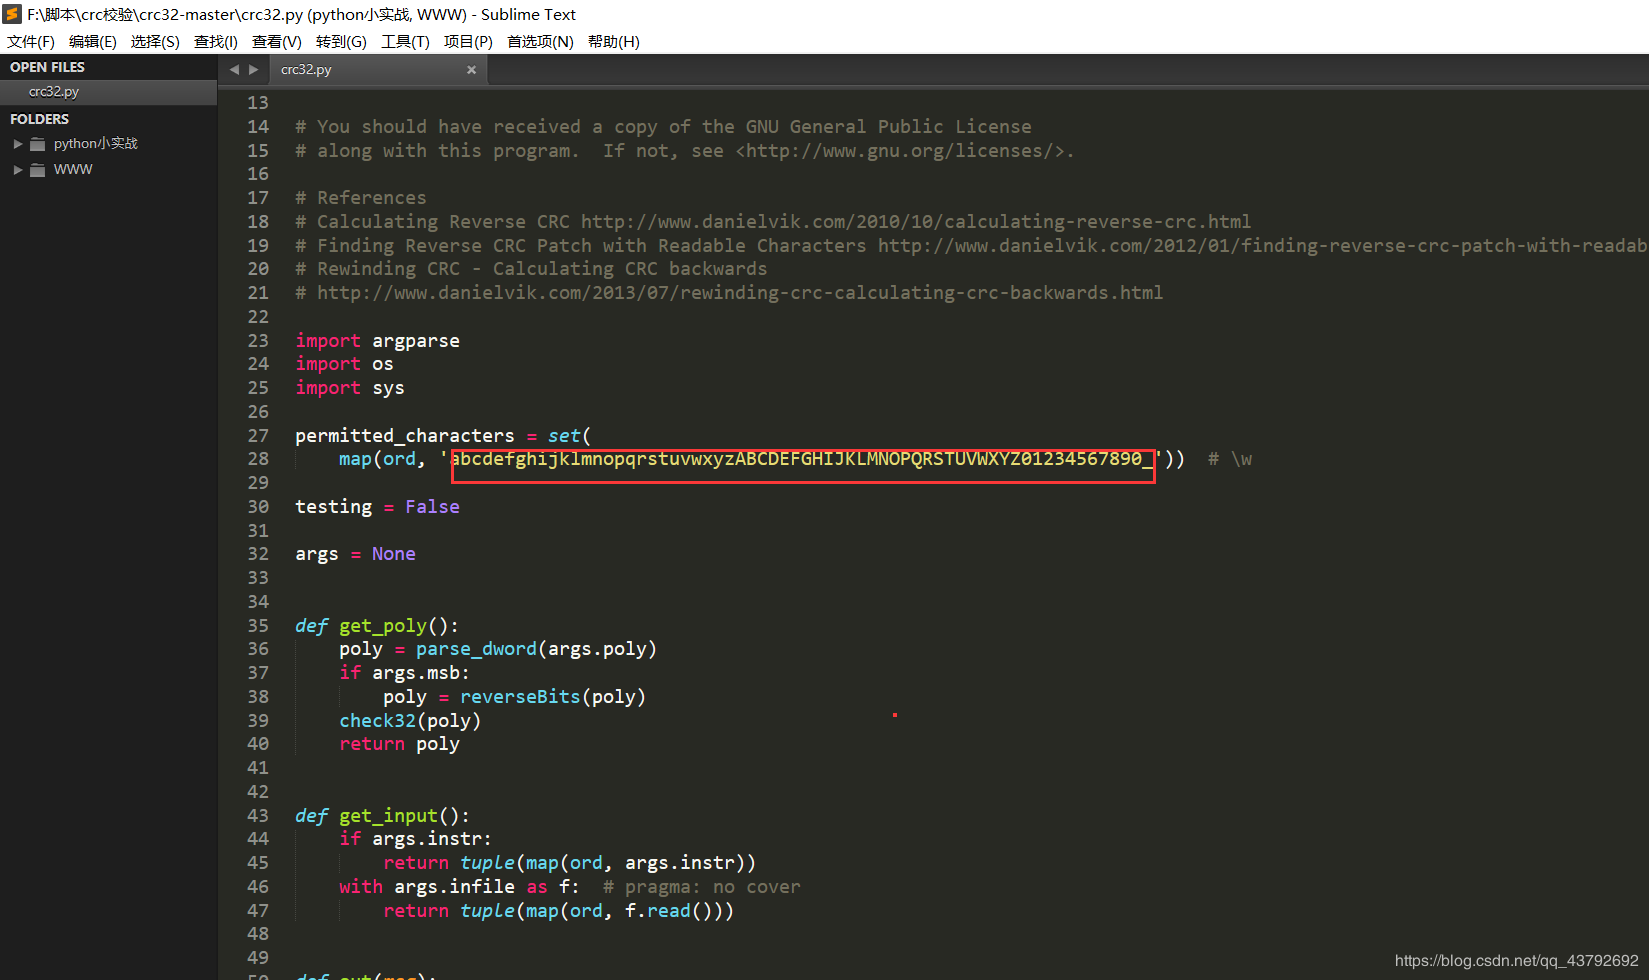 F:\脚本\crc校验\crc32-master\crc32.py (python小实战, WWW) - Sublime Text
文件(F) 编辑(E) 选择(S) 查找(I) 查看(V) 转到(G) 工具(T) 项目(P) 首选项(N) 帮助(H)
OPEN FILES
crc32.py
FOLDERS
python小实战
WWW
crc32.py
13
14 # You should have received a copy of the GNU General Public License
15 # along with this program.  If not, see <http://www.gnu.org/licenses/>.
16
17 # References
18 # Calculating Reverse CRC http://www.danielvik.com/2010/10/calculating-reverse-crc.html
19 # Finding Reverse CRC Patch with Readable Characters http://www.danielvik.com/2012/01/finding-reverse-crc-patch-with-readab
20 # Rewinding CRC - Calculating CRC backwards
21 # http://www.danielvik.com/2013/07/rewinding-crc-calculating-crc-backwards.html
22
23 import argparse
24 import os
25 import sys
26
27 permitted_characters = set(
28     map(ord, 'abcdefghijklmnopqrstuvwxyzABCDEFGHIJKLMNOPQRSTUVWXYZ01234567890_'))  # \w
29
30 testing = False
31
32 args = None
33
34
35 def get_poly():
36     poly = parse_dword(args.poly)
37     if args.msb:
38         poly = reverseBits(poly)
39     check32(poly)
40     return poly
41
42
43 def get_input():
44     if args.instr:
45         return tuple(map(ord, args.instr))
46     with args.infile as f:  # pragma: no cover
47         return tuple(map(ord, f.read()))
48
49
50 def out(msg):
https://blog.csdn.net/qq_43792692